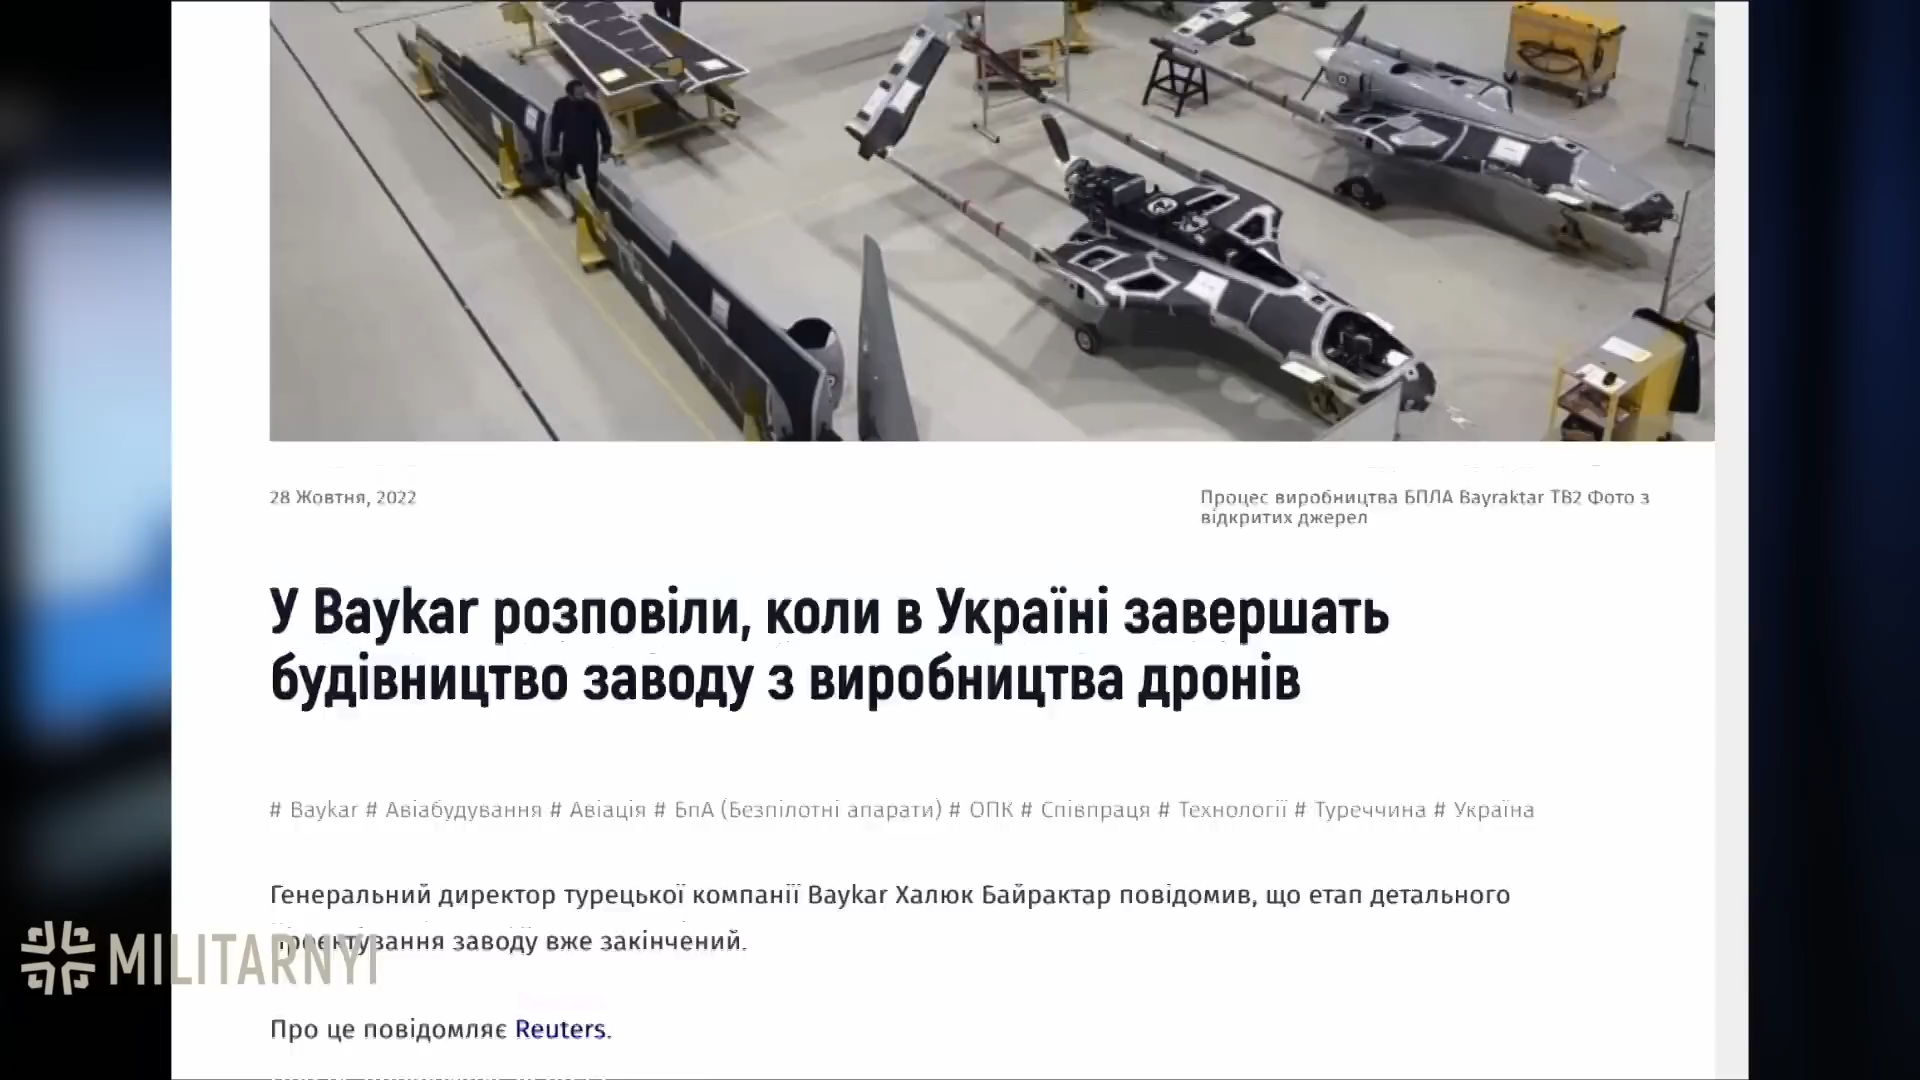 28 Жовтня, 2022
Процес виробництва БПЛА Bayraktar TB2 Фото з
відкритих джерел
У Baykar розповіли, коли в Україні завершать
будівництво заводу з виробництва дронів
# Baykar # Авіабудування # Авіація # БпА (Безпілотні апарати) # ОПК # Співпраця # Технології # Туреччина # Україна
Генеральний директор турецької компанії Baykar Халюк Байрактар повідомив, що етап детального
проектування заводу вже закінчений.
MILITARNYI
Про це повідомляє Reuters.